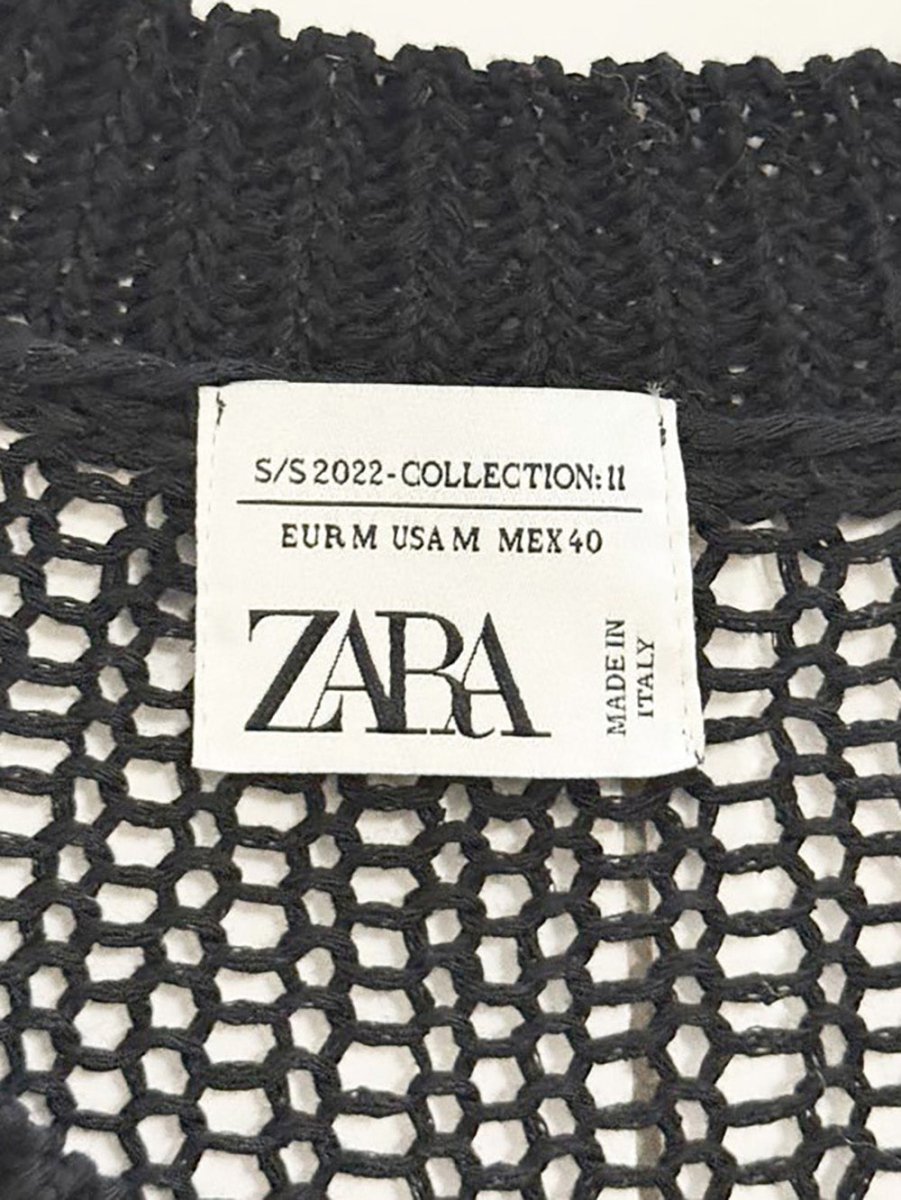 S/S 2022-COLLECTION: 11
EUR M USA M MEX 40
ZARA
MADE IN
ITALY